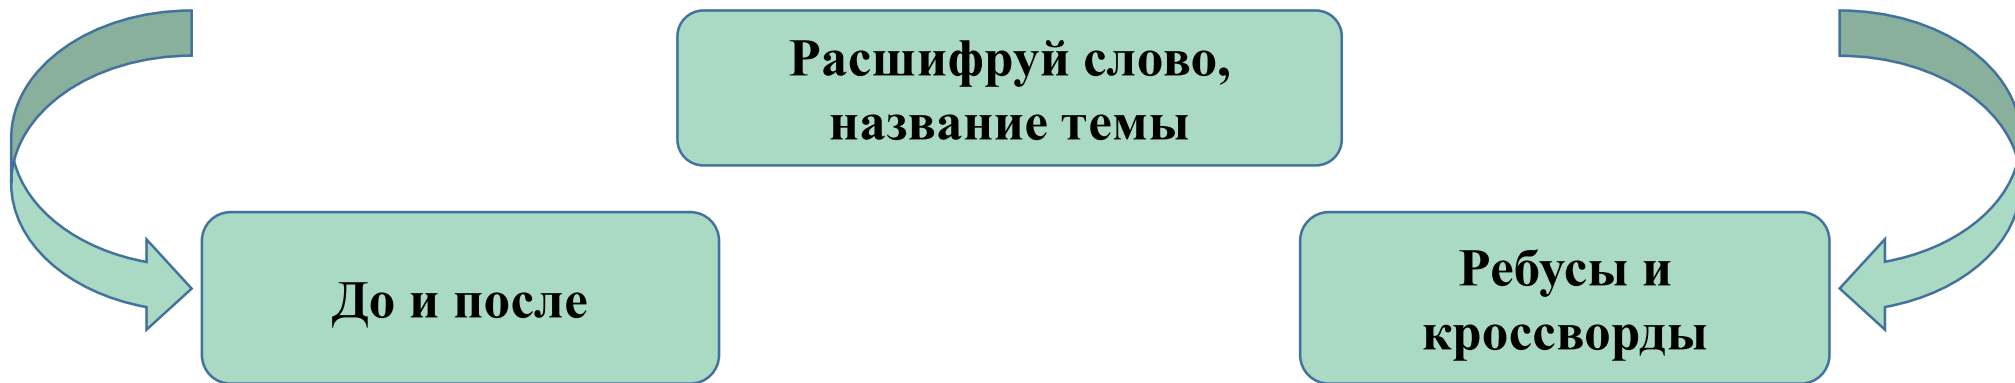 Расшифруй слово,
название темы
До и после
Ребусы и
кроссворды